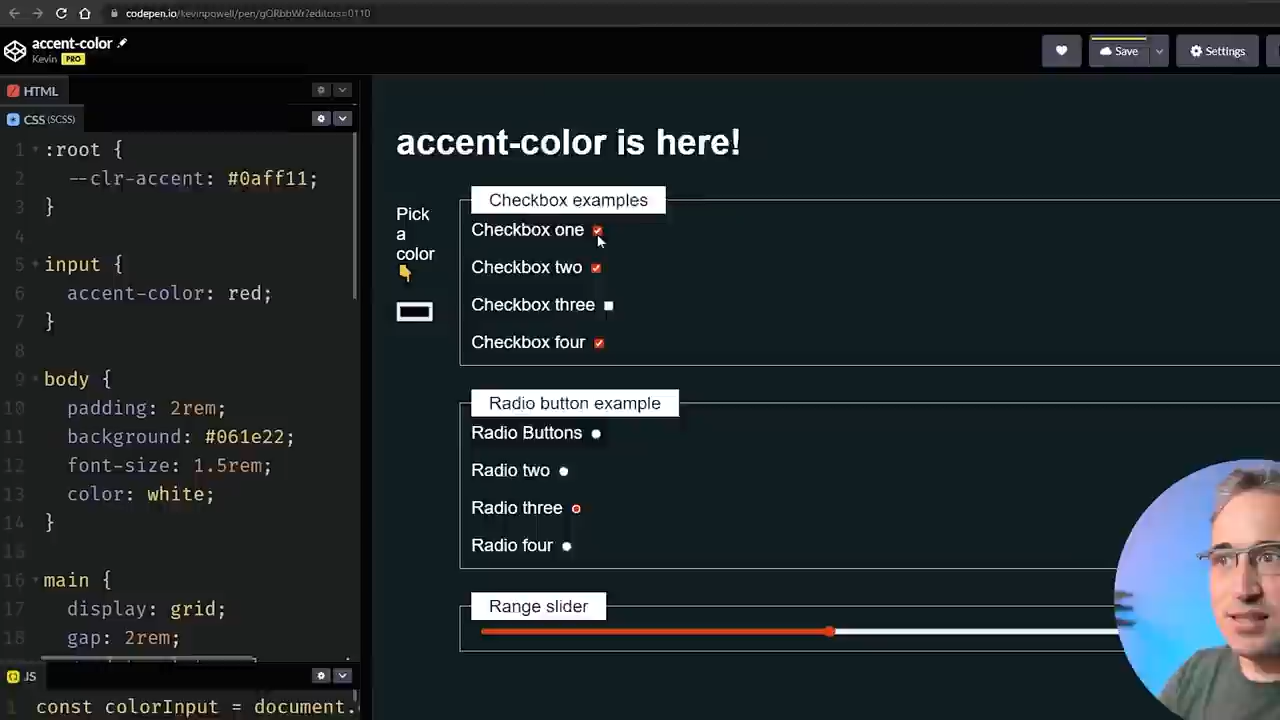 codepen.io/kevinpowell/pen/gORbbWr?editors=0110
accent-color
Kevin PRO
Save
Settings
HTML
CSS (SCSS)
1 :root {
2 --clr-accent: #0aff11;
3 }
4
5 input {
6 accent-color: red;
7 }
8
9 body {
10 padding: 2rem;
11 background: #061e22;
12 font-size: 1.5rem;
13 color: white;
14 }
15
16 main {
17 display: grid;
18 gap: 2rem;
JS
1 const colorInput = document.
accent-color is here!
Pick
a
color
Checkbox examples
Checkbox one
Checkbox two
Checkbox three
Checkbox four
Radio button example
Radio Buttons
Radio two
Radio three
Radio four
Range slider